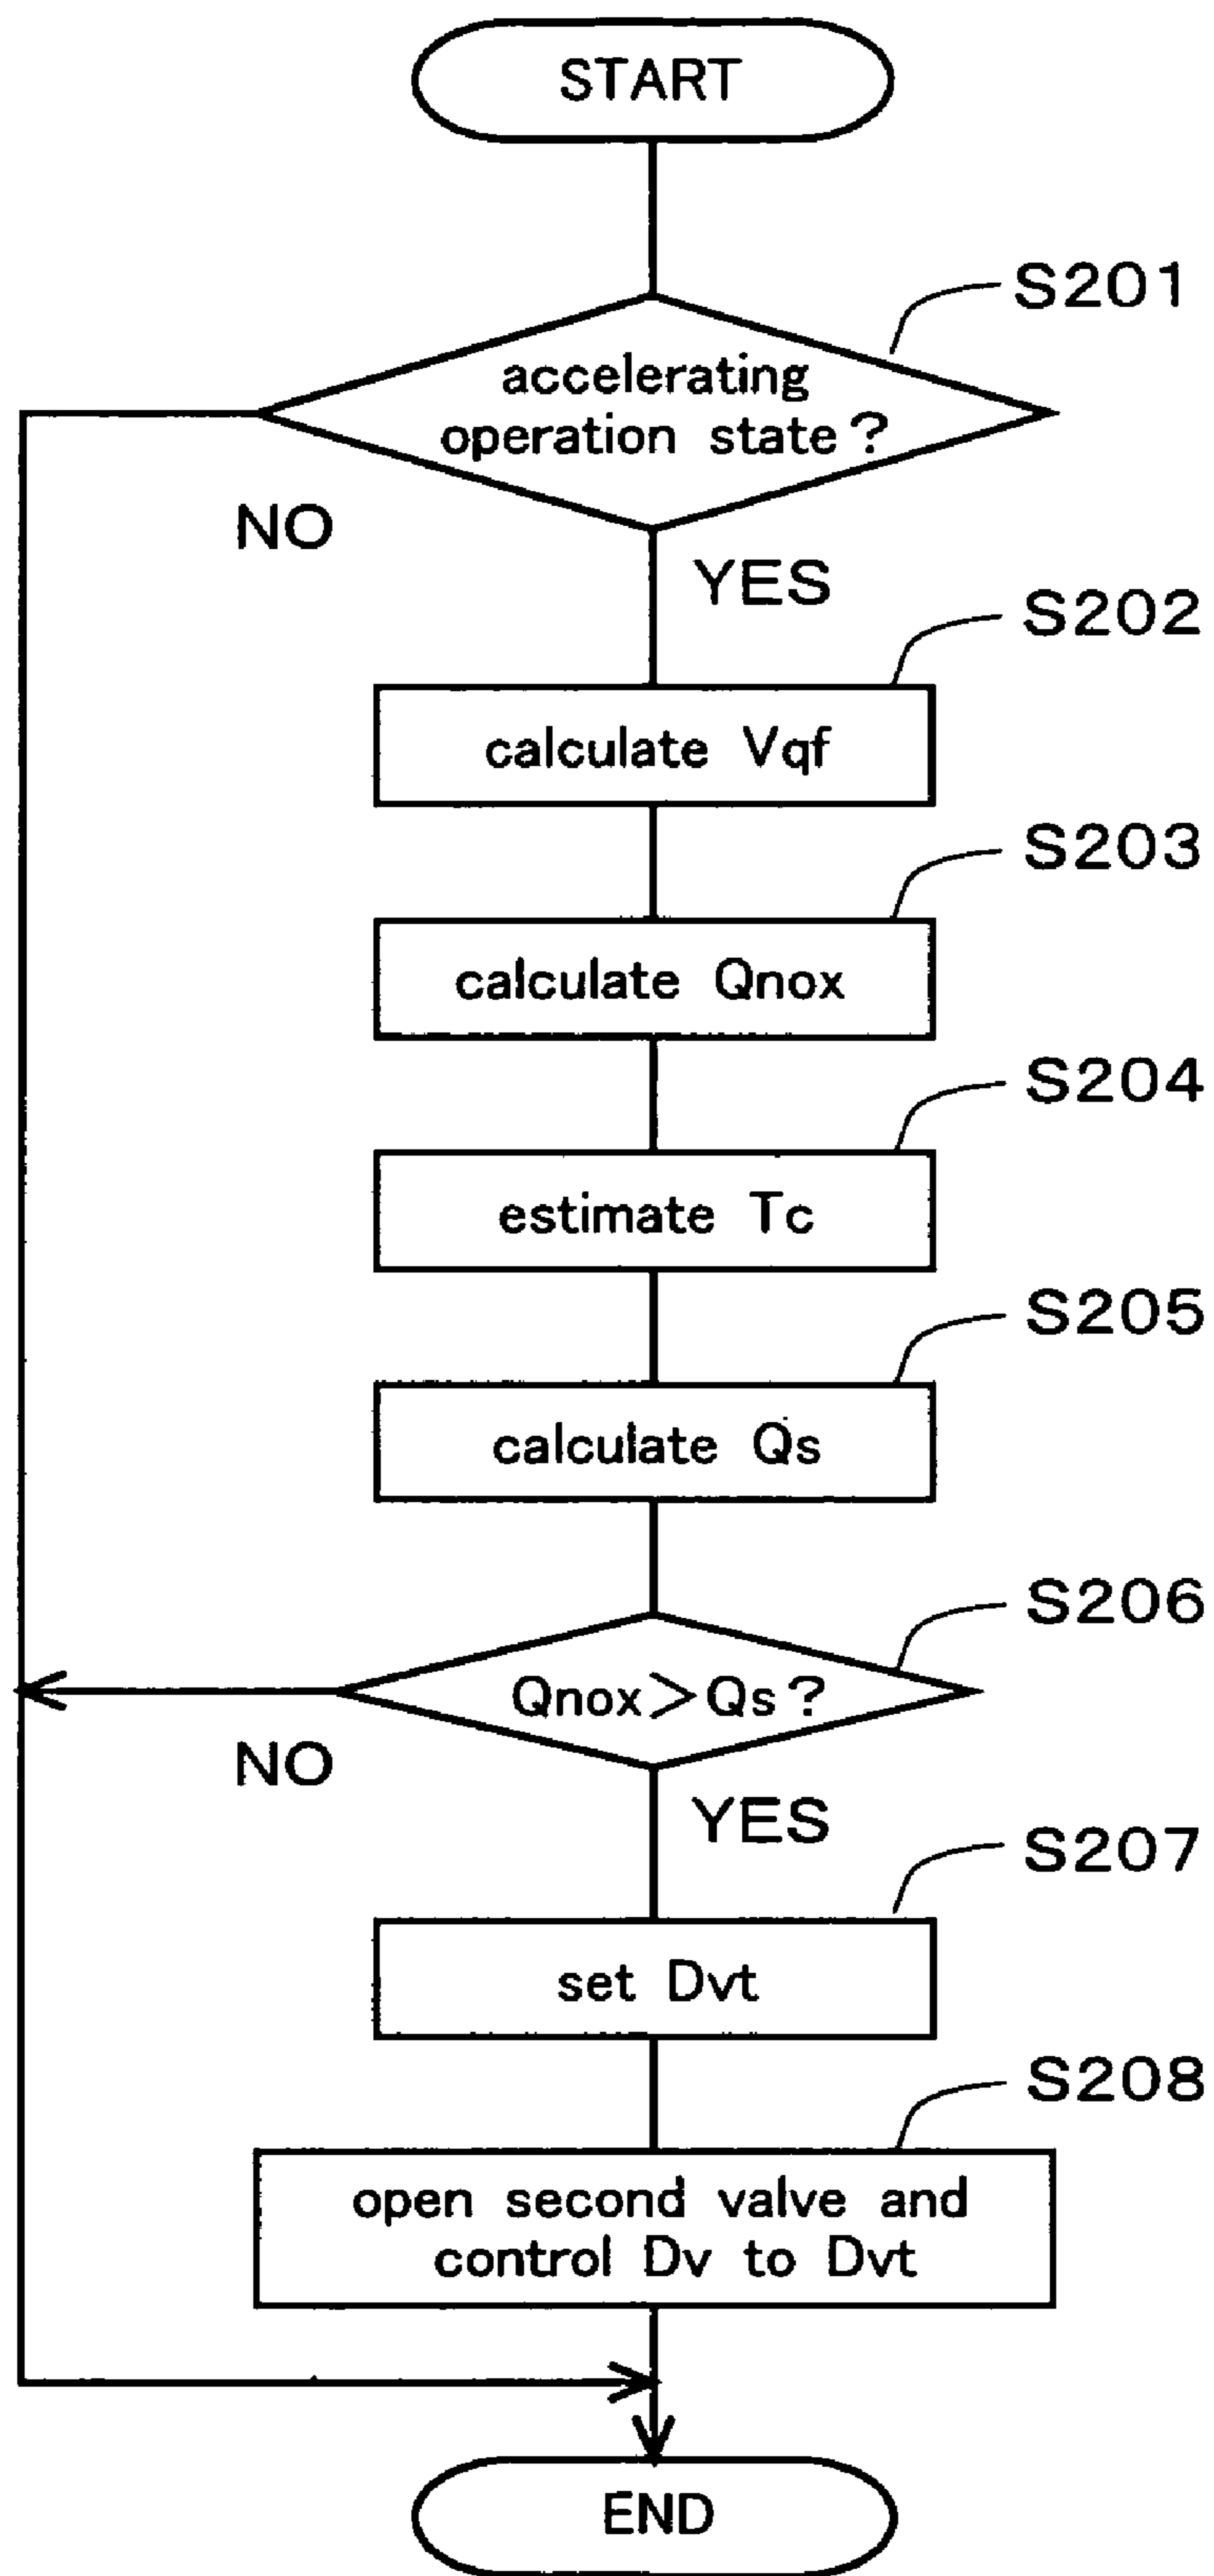 START
S201
accelerating
operation state?
NO
YES
S202
calculate Vqf
S203
calculate Qnox
S204
estimate Tc
S205
calculate Qs
S206
Qnox>Qs?
NO
YES
S207
set Dvt
S208
open second valve and
control Dv to Dvt
END